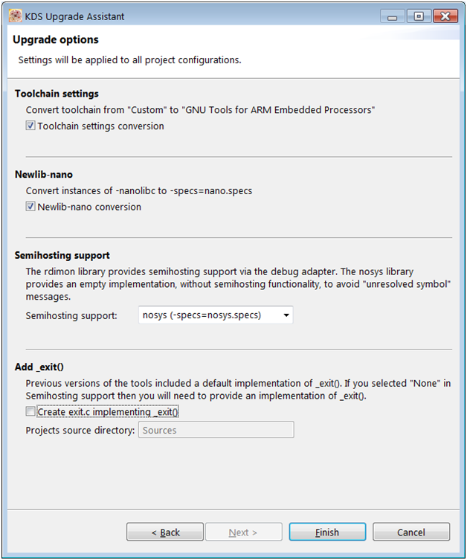 KDS Upgrade Assistant
Upgrade options
Settings will be applied to all project configurations.
Toolchain settings
Convert toolchain from "Custom" to "GNU Tools for ARM Embedded Processors"
Toolchain settings conversion
Newlib-nano
Convert instances of -nanolibc to -specs=nano.specs
Newlib-nano conversion
Semihosting support
The rdimon library provides semihosting support via the debug adapter. The nosys library
provides an empty implementation, without semihosting functionality, to avoid "unresolved symbol"
messages.
Semihosting support: nosys (-specs=nosys.specs)
Add _exit()
Previous versions of the tools included a default implementation of _exit(). If you selected "None" in
Semihosting support then you will need to provide an implementation of _exit().
Create exit.c implementing _exit()
Projects source directory: Sources
< Back Next > Finish Cancel